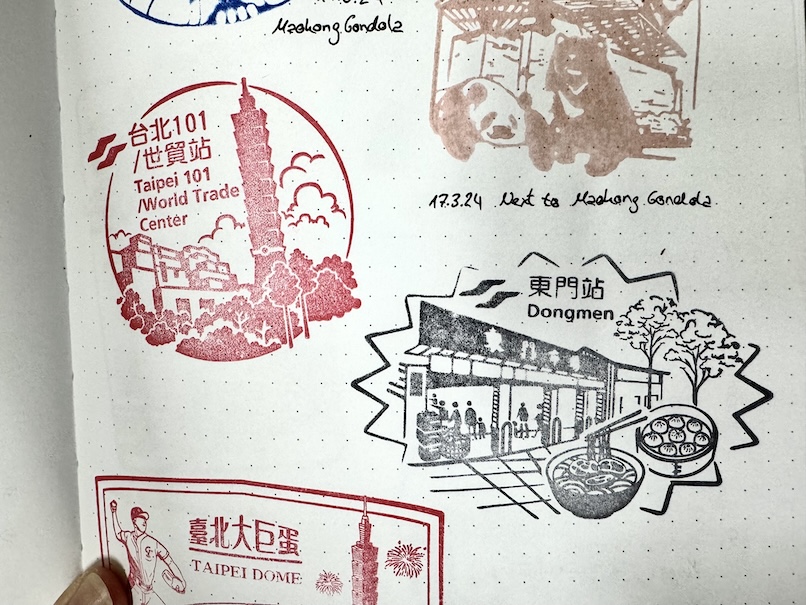 Maokong Gondola
台北101
/世貿站
Taipei 101
/World Trade
Center
17.3.24 Next to Maokong Gondola
東門站
Dongmen
臺北大巨蛋
TAIPEI DOME